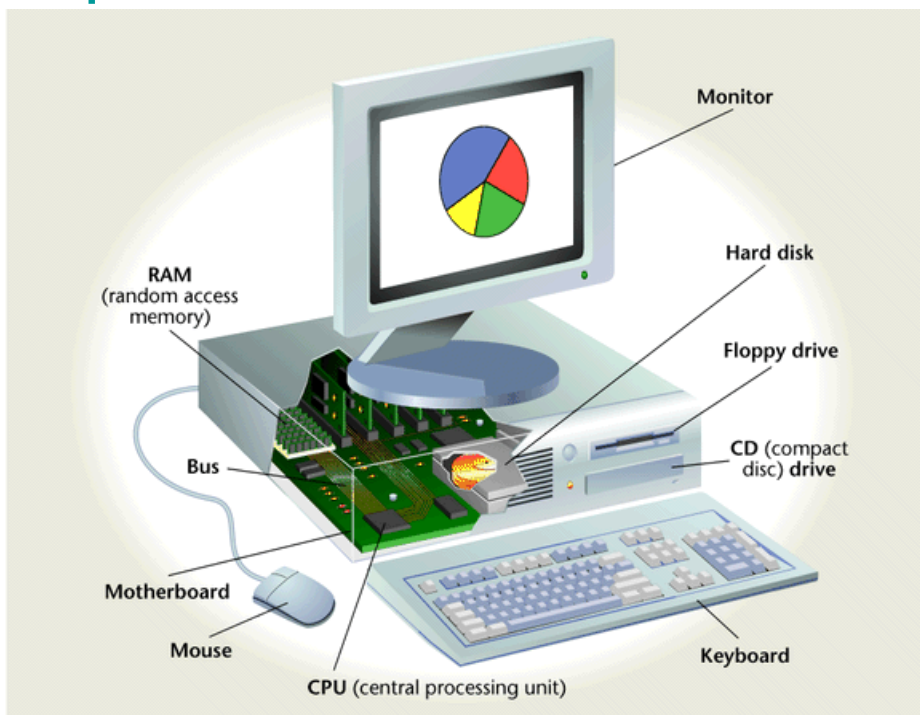 Monitor
Hard disk
RAM
(random access
memory)
Floppy drive
CD (compact
disc) drive
Bus
Motherboard
Mouse
Keyboard
CPU (central processing unit)